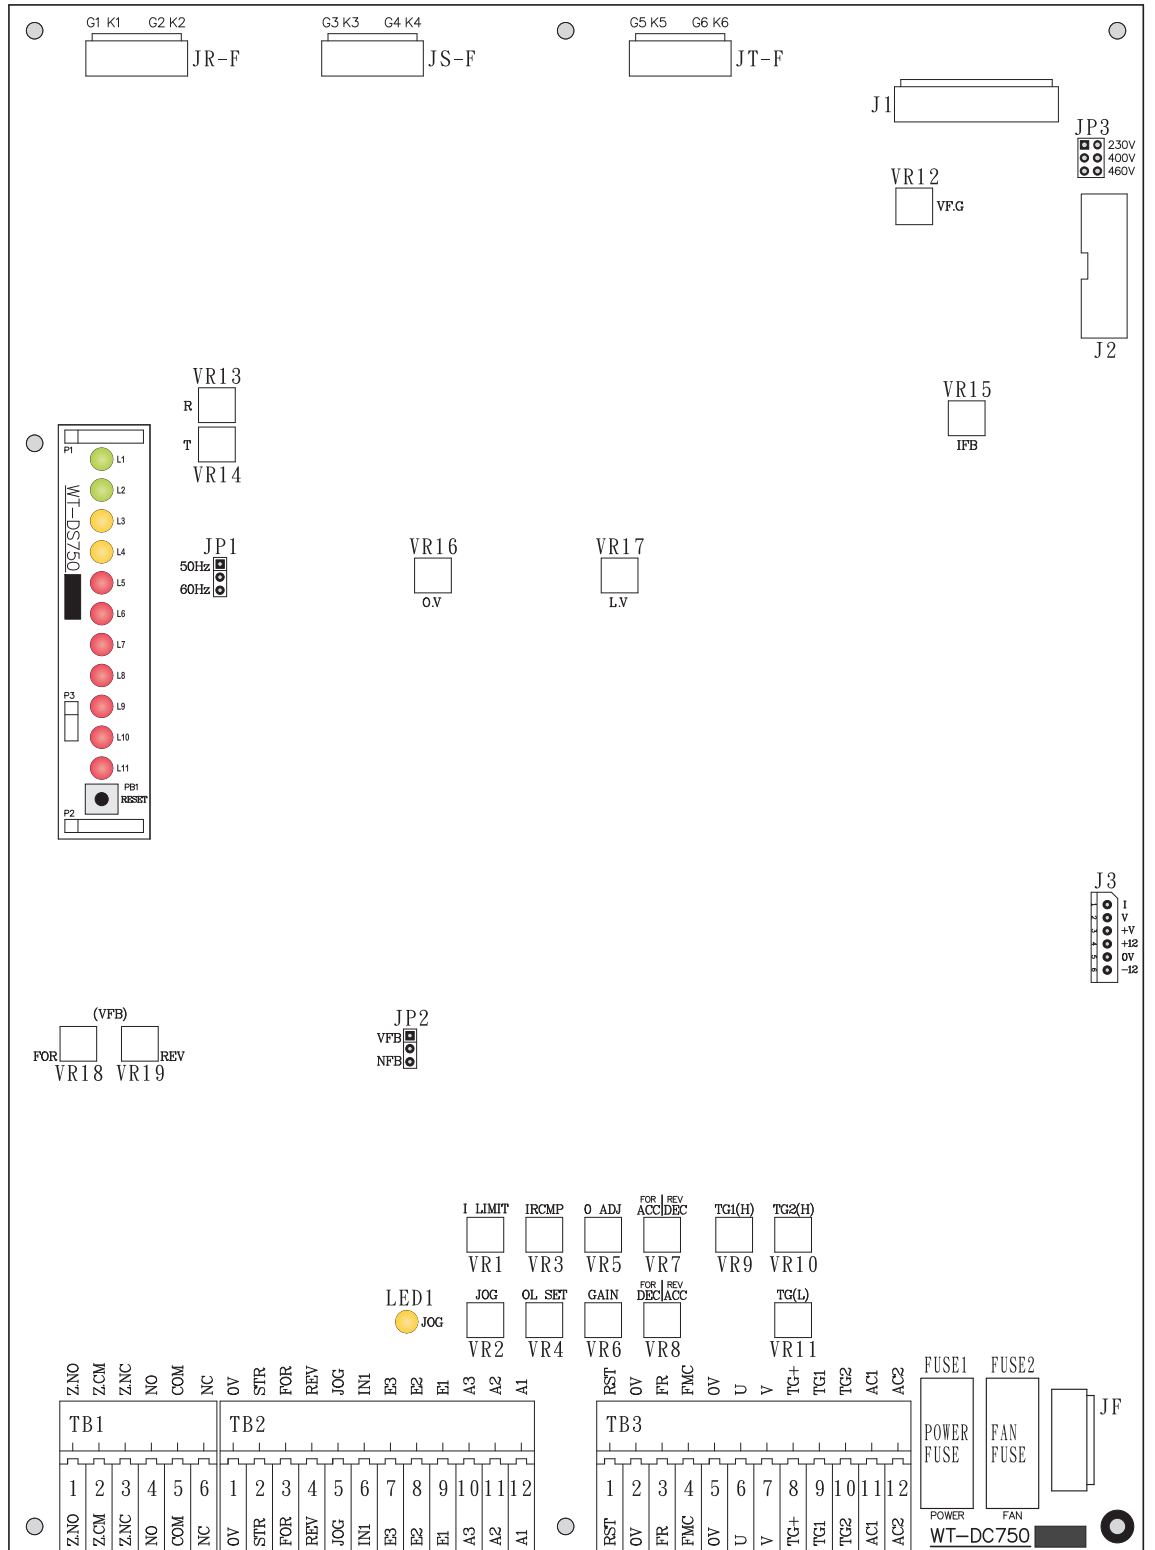 G1 K1 G2 K2
JR-F
G3 K3 G4 K4
JS-F
G5 K5 G6 K6
JT-F
J1
JP3
230V
400V
460V
VR12
VF.G
J2
VR13
R
T
VR14
VR15
IFB
P1
L1
L2
L3
L4
L5
L6
L7
L8
L9
L10
L11
WT-DS750
P3
PB1
RESET
P2
JP1
50Hz
60Hz
VR16
O.V
VR17
L.V
J3
1 I
2 V
3 +V
4 +12
5 0V
6 -12
(VFB)
FOR
REV
VR18 VR19
JP2
VFB
NFB
I LIMIT
VR1
IRCMP
VR3
O ADJ
VR5
FOR REV
ACC DEC
VR7
TG1(H)
VR9
TG2(H)
VR10
LED1
JOG
JOG
VR2
OL SET
VR4
GAIN
VR6
FOR REV
DEC ACC
VR8
TG(L)
VR11
Z.NO Z.CM Z.NC NO COM NC
TB1
1 2 3 4 5 6
Z.NO Z.CM Z.NC NO COM NC
0V STR FOR REV JOG IN1 E3 E2 E1 A3 A2 A1
TB2
1 2 3 4 5 6 7 8 9 10 11 12
0V STR FOR REV JOG IN1 E3 E2 E1 A3 A2 A1
RST 0V FR FMC 0V U V TG+ TG1 TG2 AC1 AC2
TB3
1 2 3 4 5 6 7 8 9 10 11 12
RST 0V FR FMC 0V U V TG+ TG1 TG2 AC1 AC2
FUSE1
POWER
FUSE
POWER
FUSE2
FAN
FUSE
FAN
JF
WT-DC750